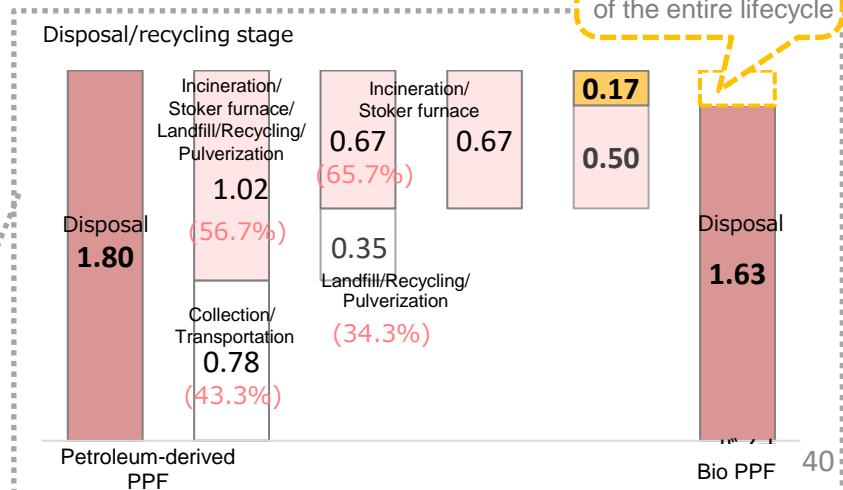 of the entire lifecycle
Disposal/recycling stage
Incineration/
Stoker furnace/
Landfill/Recycling/
Pulverization
1.02
(56.7%)
Incineration/
Stoker furnace
0.67
(65.7%)
0.67
0.17
0.50
Disposal
1.80
0.35
Landfill/Recycling/
Pulverization
(34.3%)
Disposal
1.63
Collection/
Transportation
0.78
(43.3%)
Petroleum-derived
PPF
Bio PPF
40